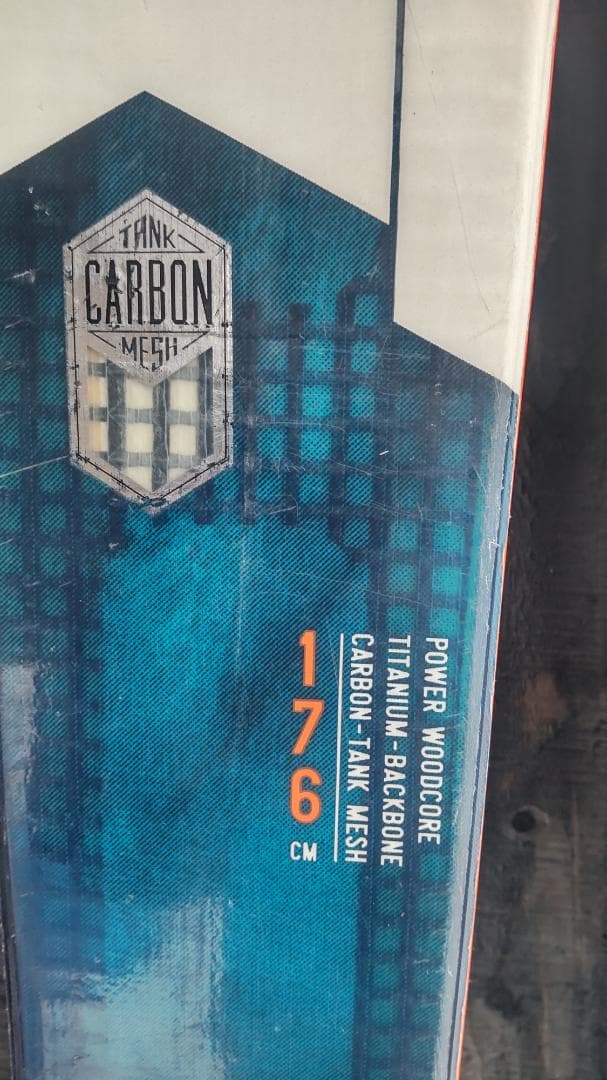 TANK
CARBON
MESH
POWER WOODCORE
TITANIUM-BACKBONE
CARBON-TANK MESH
176
CM